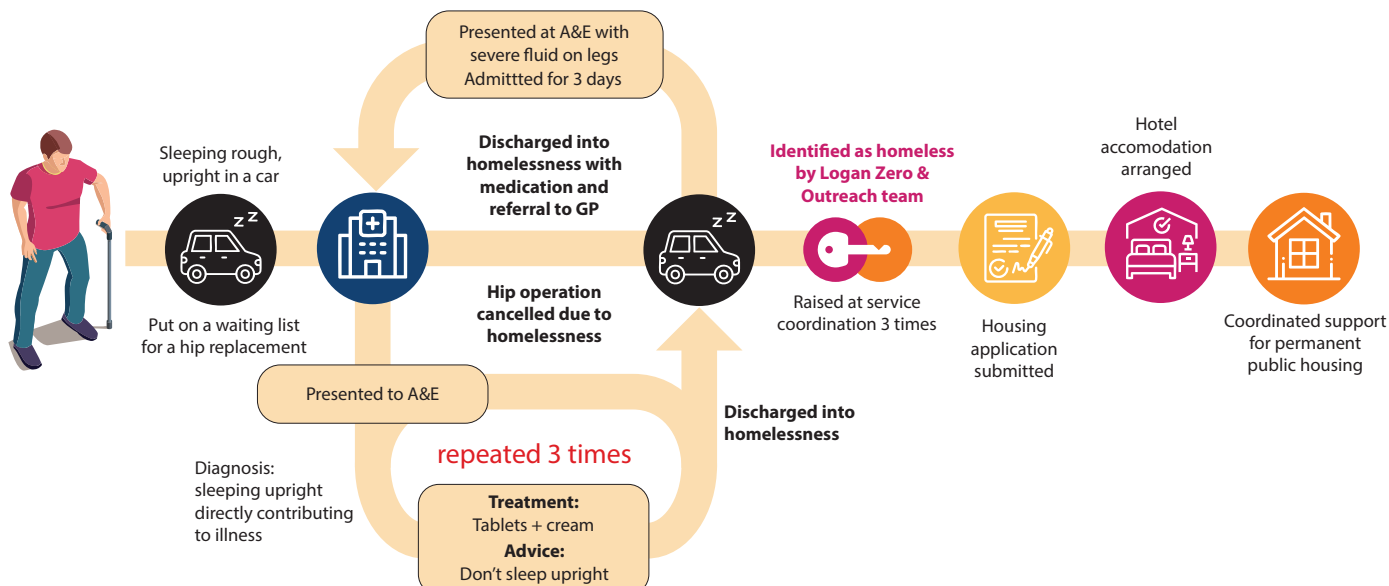 Presented at A&E with
severe fluid on legs
Admittted for 3 days
Sleeping rough,
upright in a car
z z
Put on a waiting list
for a hip replacement
Discharged into
homelessness with
medication and
referral to GP
Hip operation
cancelled due to
homelessness
z z
Presented to A&E
repeated 3 times
Diagnosis:
sleeping upright
directly contributing
to illness
Treatment:
Tablets + cream
Advice:
Don't sleep upright
Discharged into
homelessness
Identified as homeless
by Logan Zero &
Outreach team
Raised at service
coordination 3 times
Housing
application
submitted
Hotel
accomodation
arranged
Coordinated support
for permanent
public housing